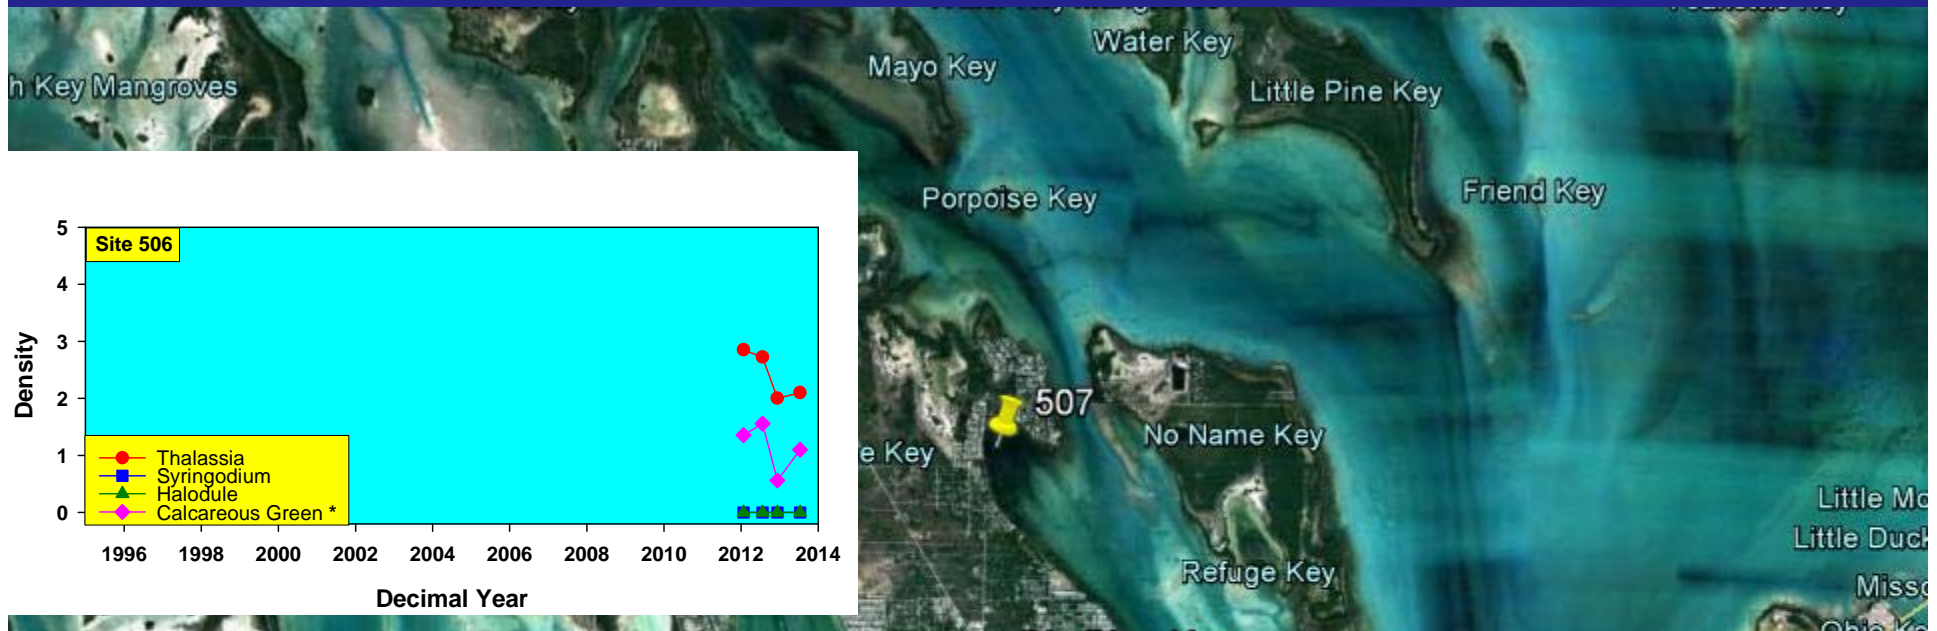 h Key Mangroves
Mayo Key
Water Key
Little Pine Key
Porpoise Key
Friend Key
507
No Name Key
e Key
Refuge Key
Little Mo
Little Duck
Misso
Site 506
5
4
3
2
1
0
Density
Thalassia
Syringodium
Halodule
Calcareous Green *
1996 1998 2000 2002 2004 2006 2008 2010 2012 2014
Decimal Year